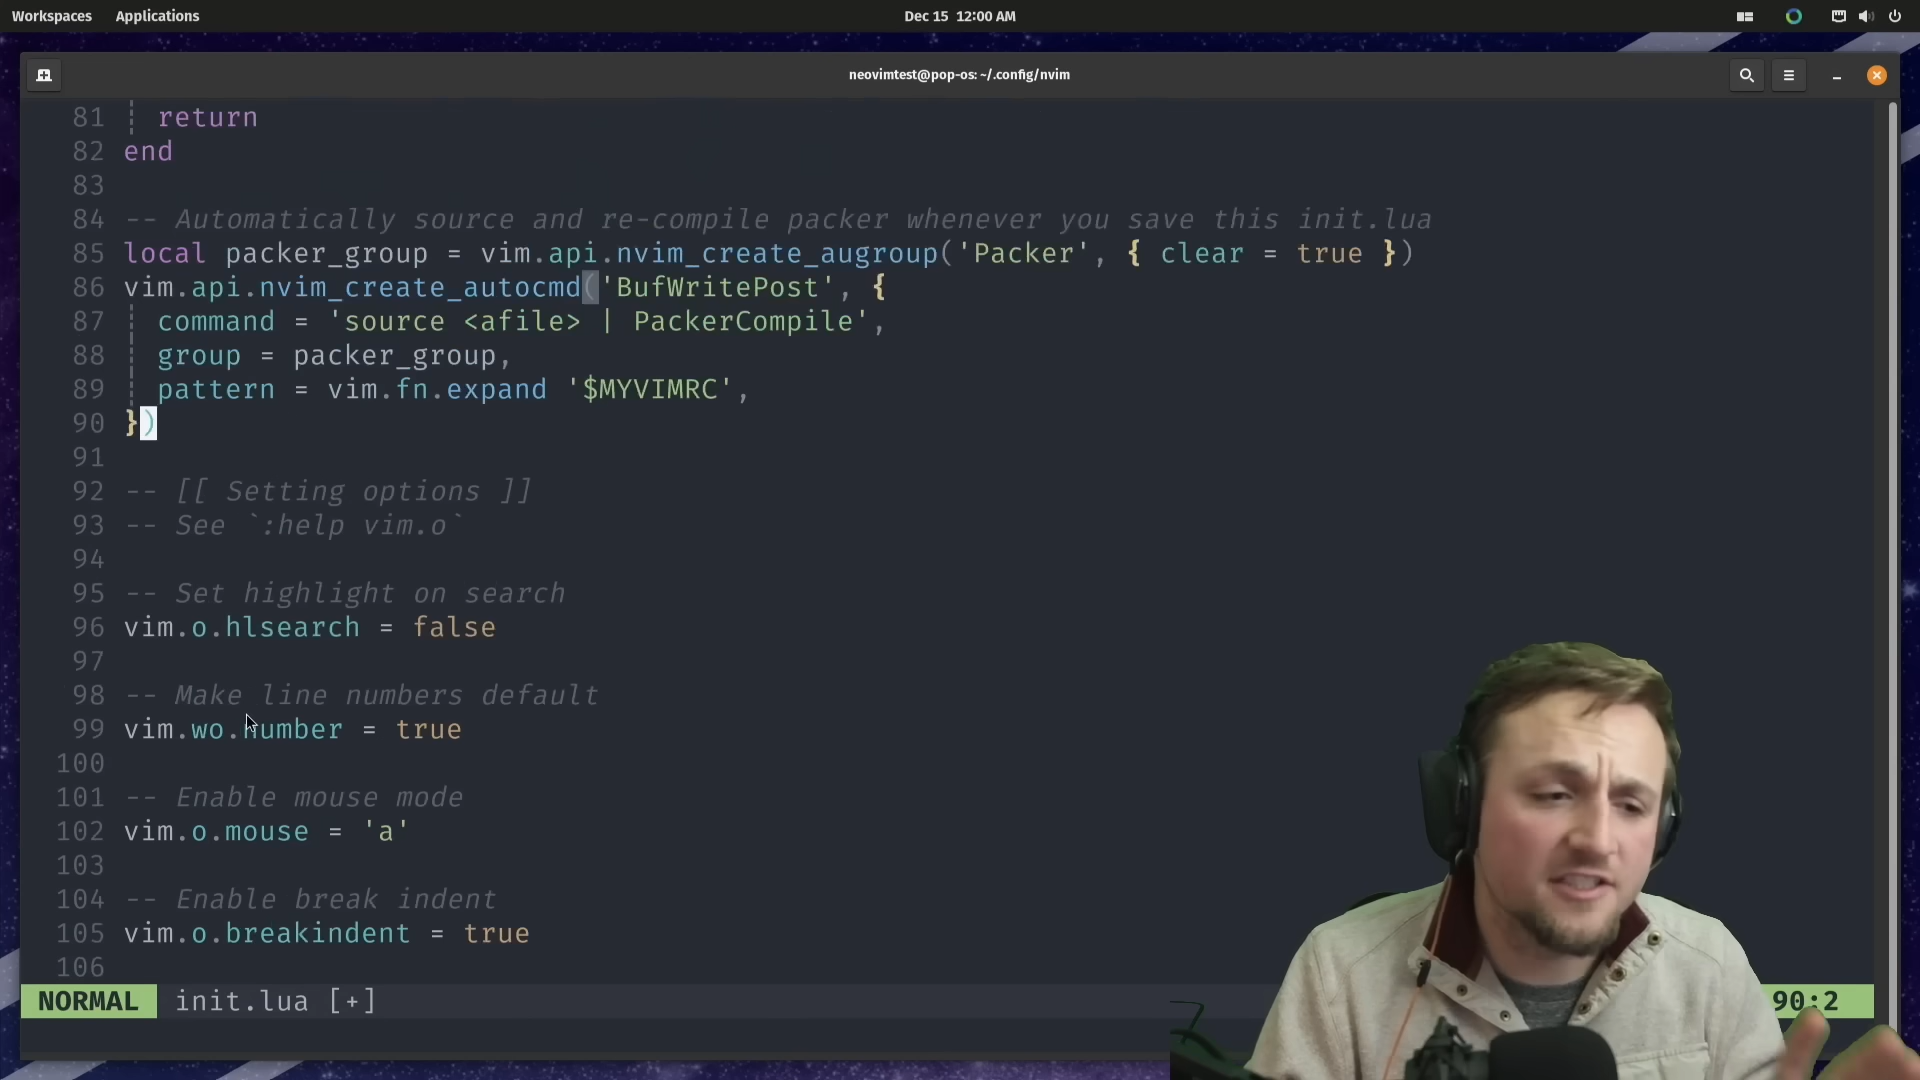 Workspaces Applications Dec 15 12:00 AM
neovimtest@pop-os: ~/.config/nvim
81 return
82 end
83
84 -- Automatically source and re-compile packer whenever you save this init.lua
85 local packer_group = vim.api.nvim_create_augroup('Packer', { clear = true })
86 vim.api.nvim_create_autocmd('BufWritePost', {
87 command = 'source <afile> | PackerCompile',
88 group = packer_group,
89 pattern = vim.fn.expand '$MYVIMRC',
90 })
91
92 -- [[ Setting options ]]
93 -- See `:help vim.o`
94
95 -- Set highlight on search
96 vim.o.hlsearch = false
97
98 -- Make line numbers default
99 vim.wo.number = true
100
101 -- Enable mouse mode
102 vim.o.mouse = 'a'
103
104 -- Enable break indent
105 vim.o.breakindent = true
106
NORMAL init.lua [+] 90:2